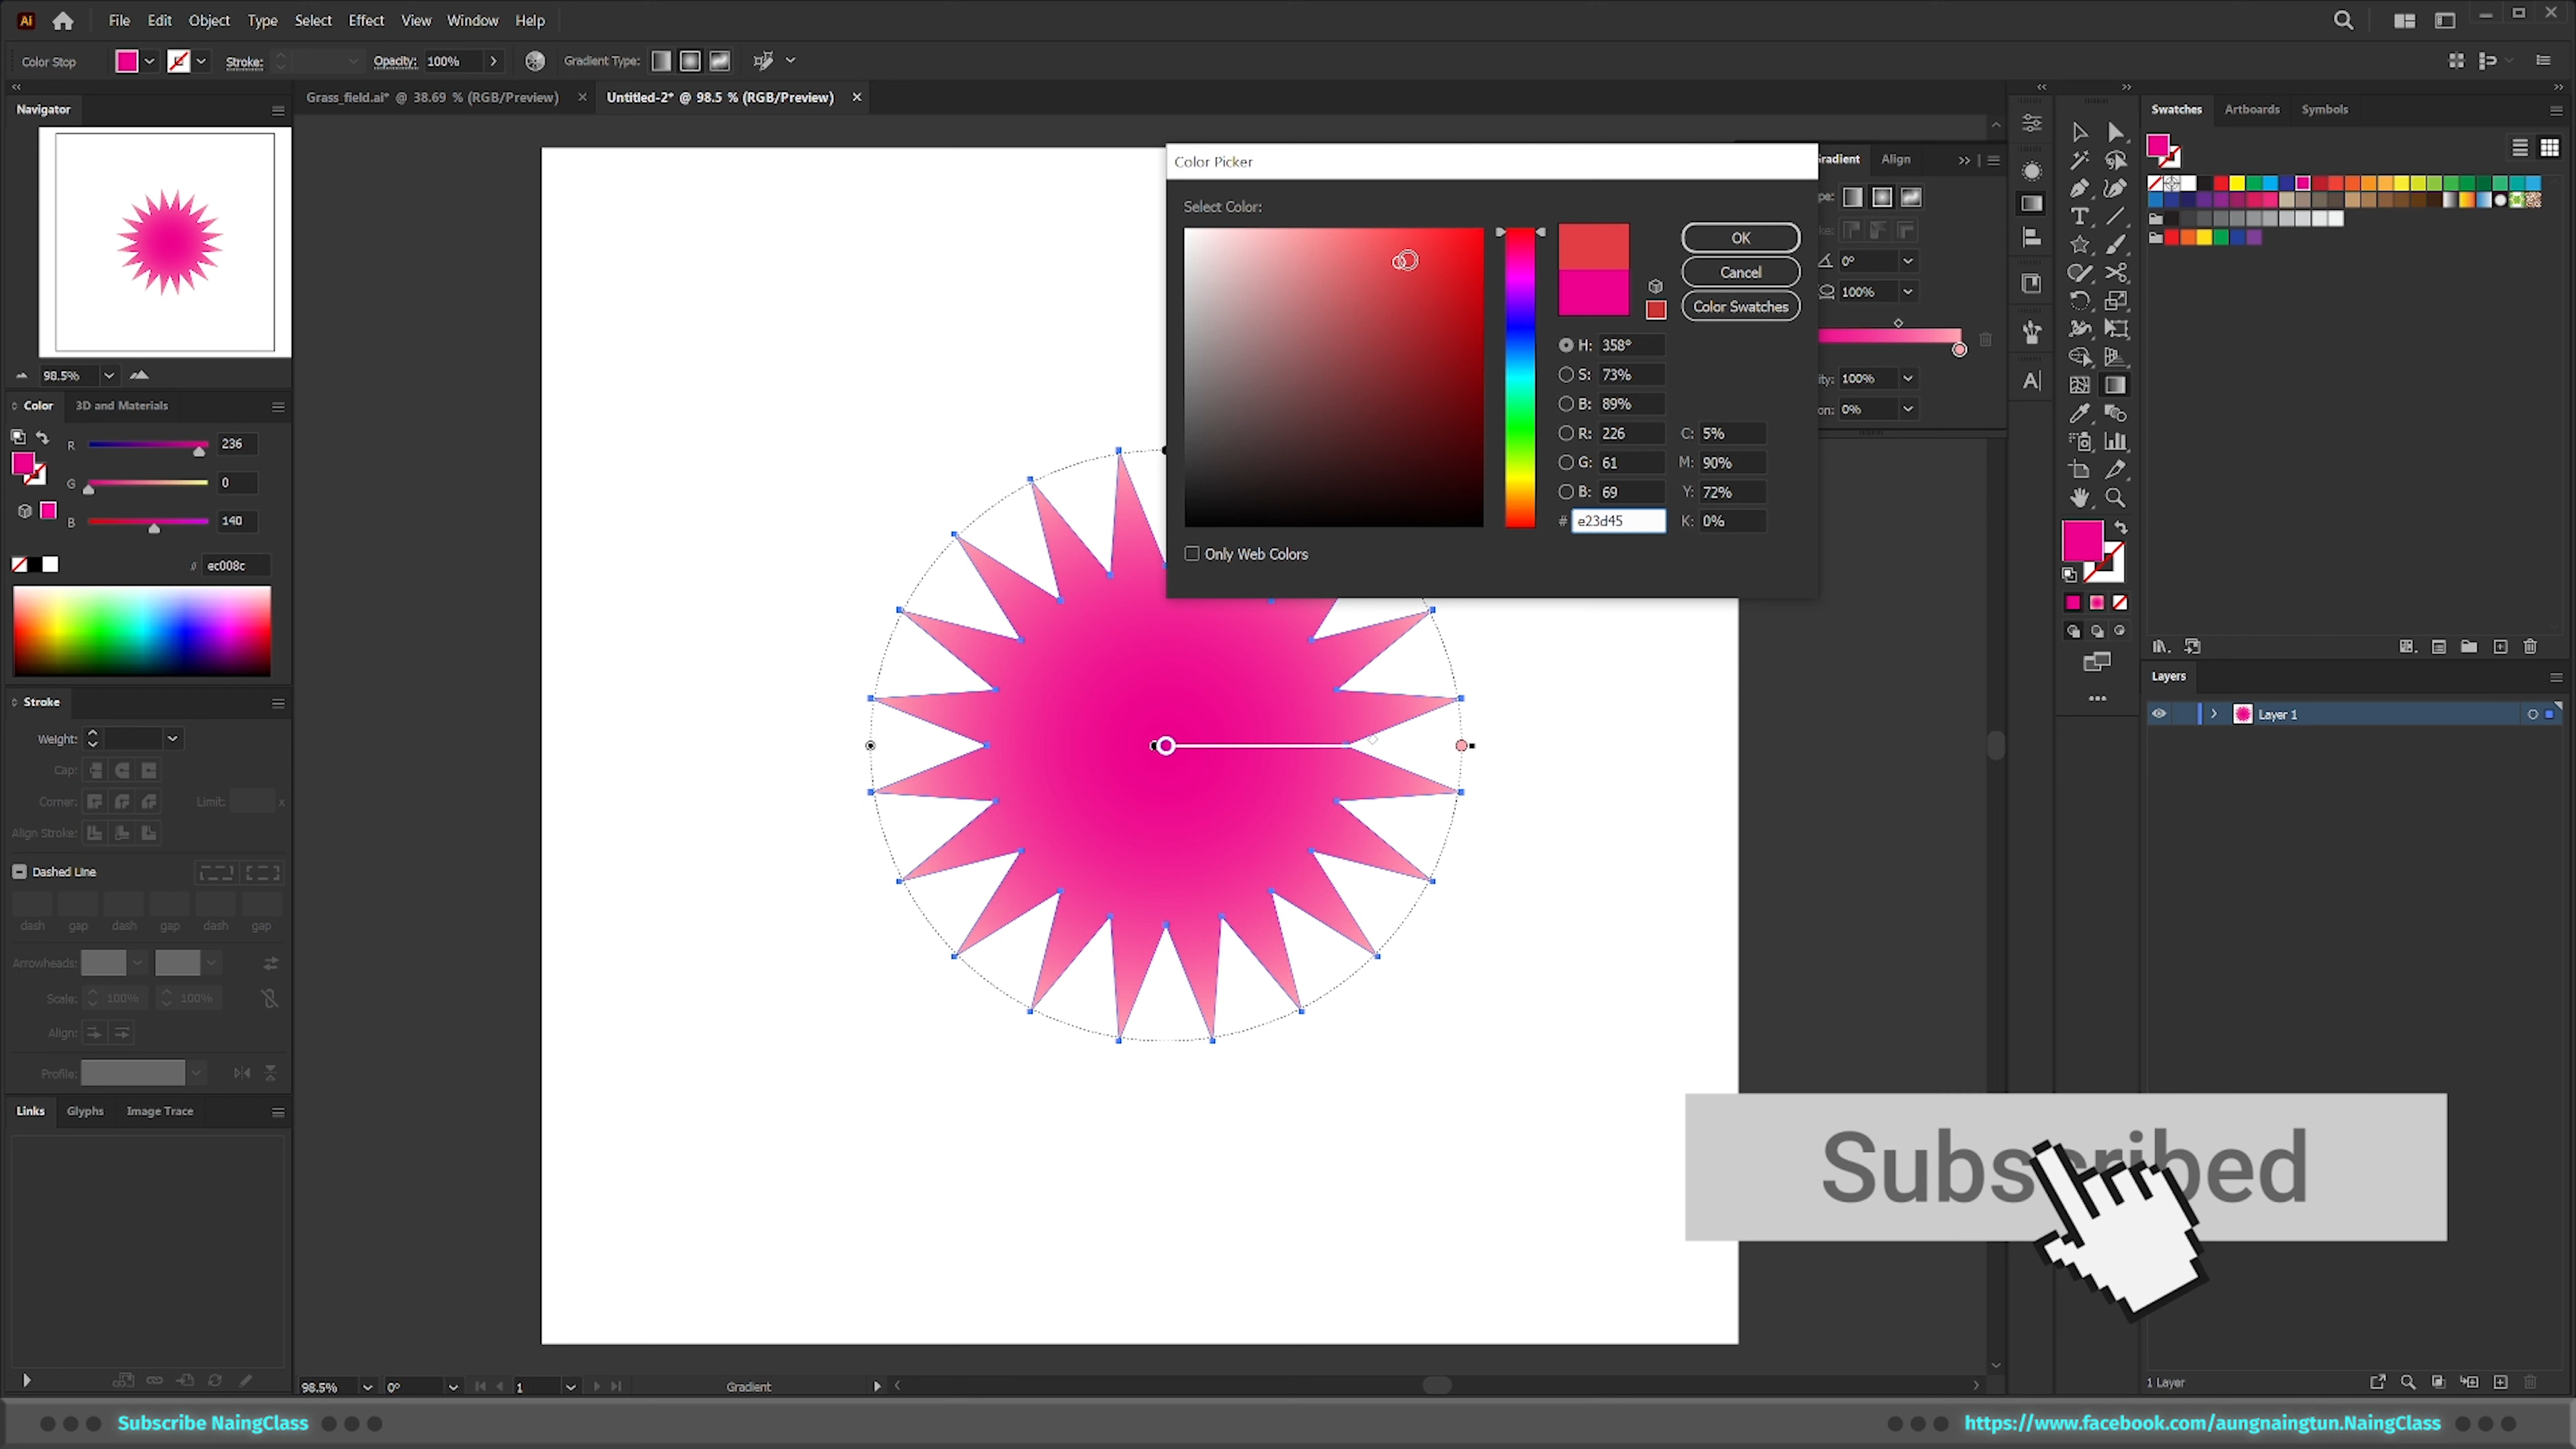 Ai File Edit Object Type Select Effect View Window Help
Color Stop Stroke: Opacity: 100% Gradient Type:
Navigator
Grass_field.ai* @ 38.69 % (RGB/Preview) Untitled-2* @ 98.5 % (RGB/Preview)
98.5%
Color 3D and Materials
R 236
G 0
B 140
ec008c
Stroke
Weight:
Cap:
Corner: Limit: x
Align Stroke:
Dashed Line
dash gap dash gap dash gap
Arrowheads:
Scale: 100% 100%
Align:
Profile:
Links Glyphs Image Trace
Color Picker
Select Color:
OK
Cancel
Color Swatches
H: 358°
S: 73%
B: 89%
R: 226 C: 5%
G: 61 M: 90%
B: 69 Y: 72%
# e23d45 K: 0%
Only Web Colors
radient Align
pe:
0°
100%
ity: 100%
on: 0%
Swatches Artboards Symbols
Layers
Layer 1
1 Layer
Subscribed
98.5% 0° 1 Gradient
Subscribe NaingClass
https://www.facebook.com/aungnaingtun.NaingClass